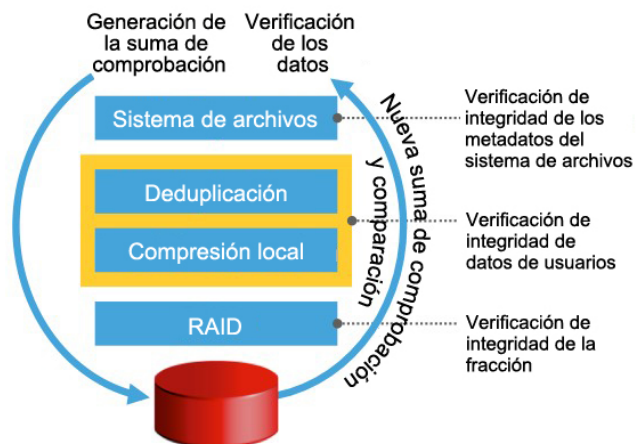 Generación de
la suma de
comprobación
Verificación
de los
datos
Sistema de archivos
Deduplicación
Compresión local
RAID
Nueva suma de comprobación
y comparación
Verificación de
integridad de los
metadatos del
sistema de archivos
Verificación de
integridad de
datos de usuarios
Verificación de
integridad de la
fracción